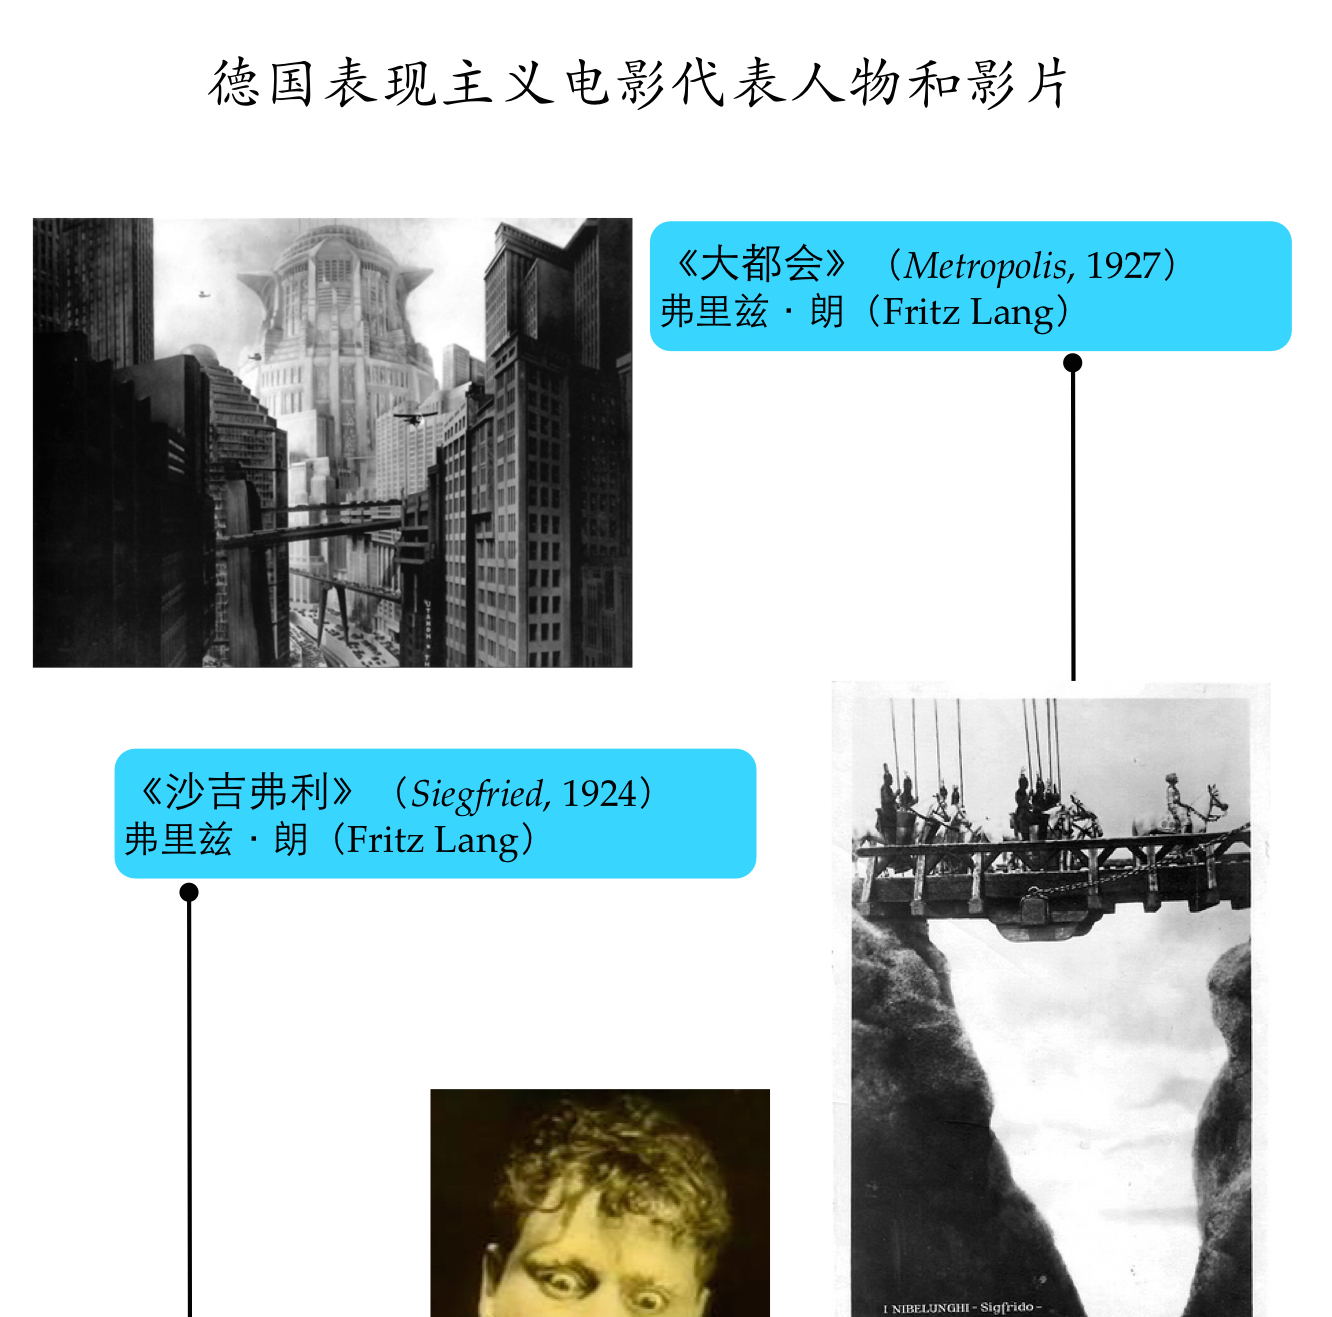 德国表现主义电影代表人物和影片
《大都会》（Metropolis, 1927）
弗里兹·朗（Fritz Lang）
《沙吉弗利》（Siegfried, 1924）
弗里兹·朗（Fritz Lang）
I NIBELUNGHI - Sigfrido -